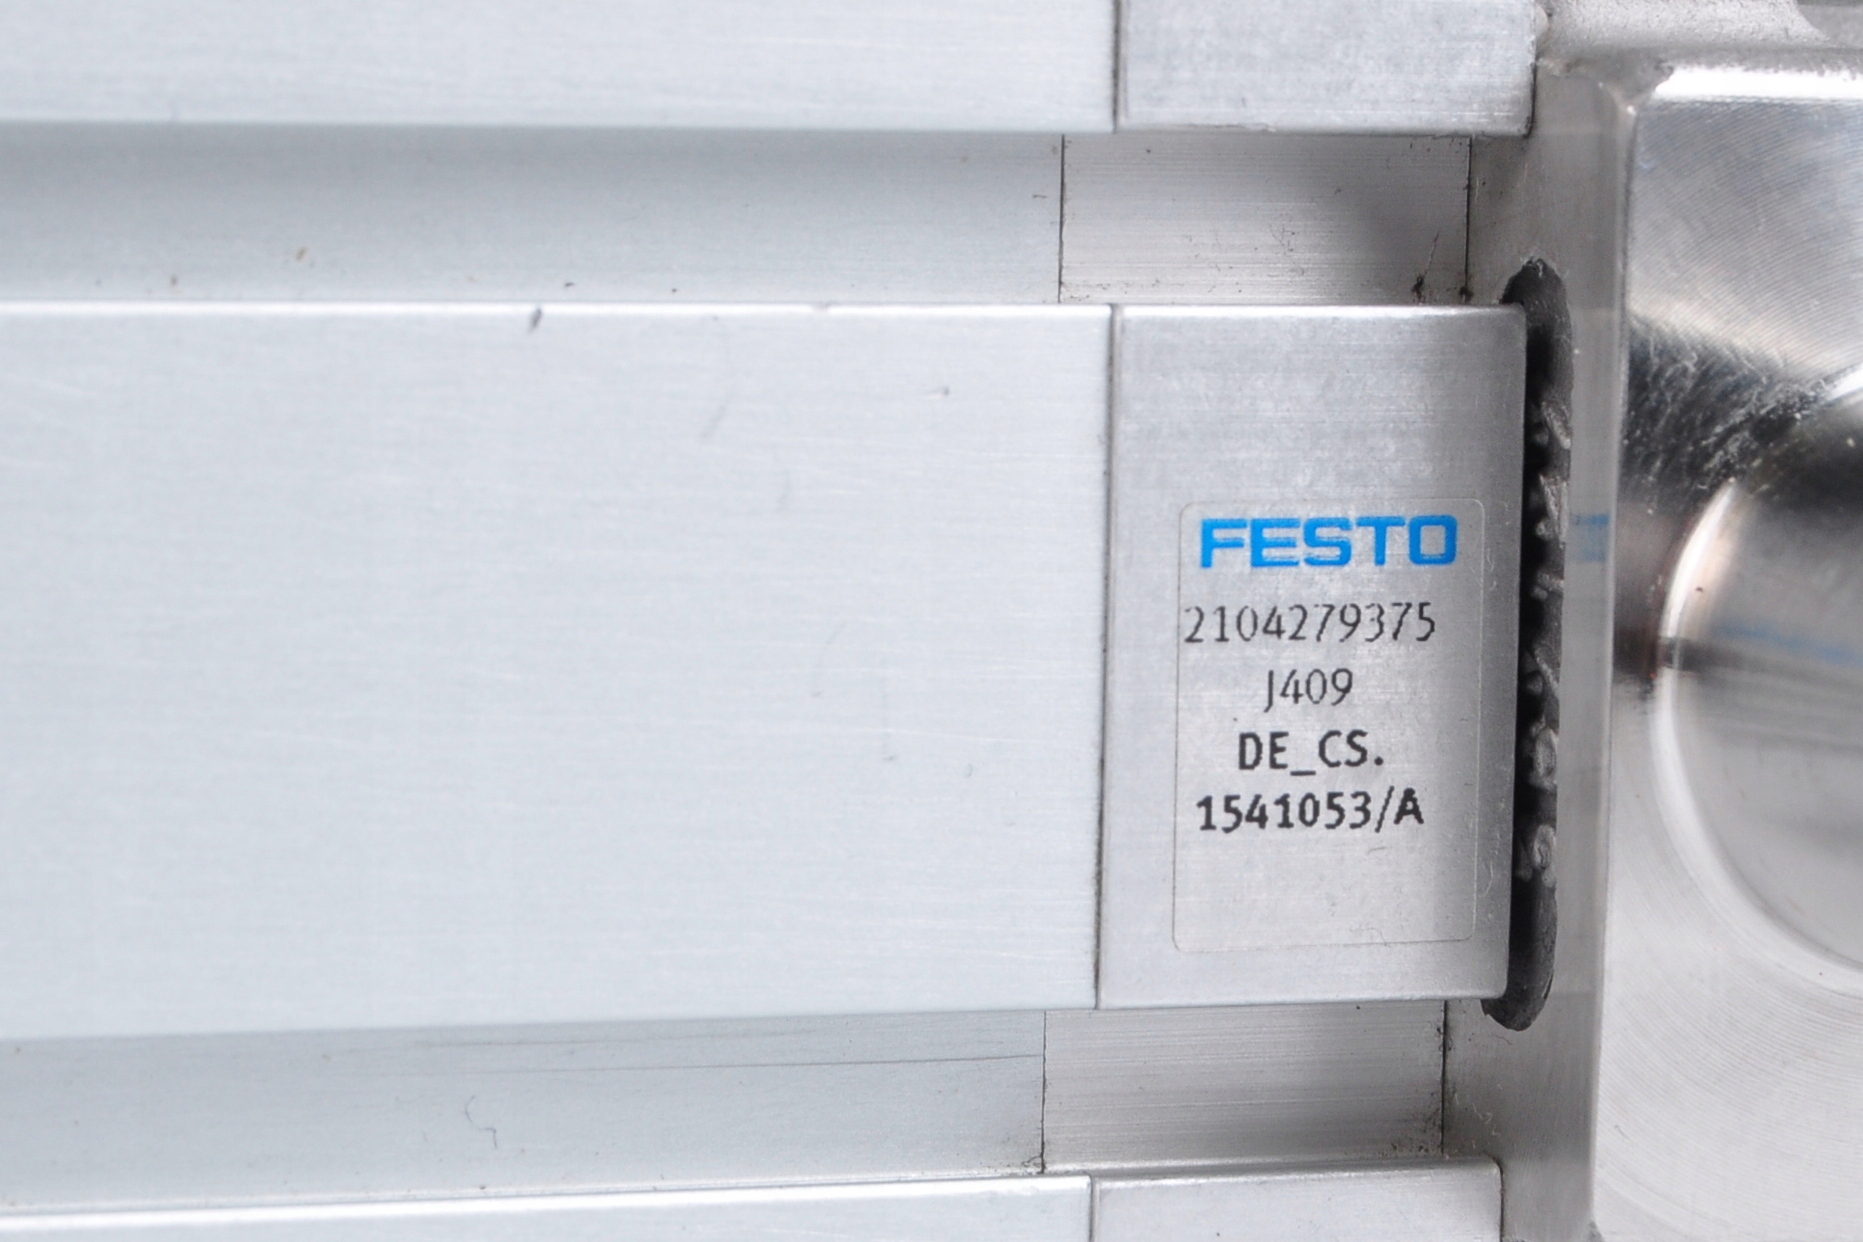 FESTO
2104279375
J409
DE_CS.
1541053/A